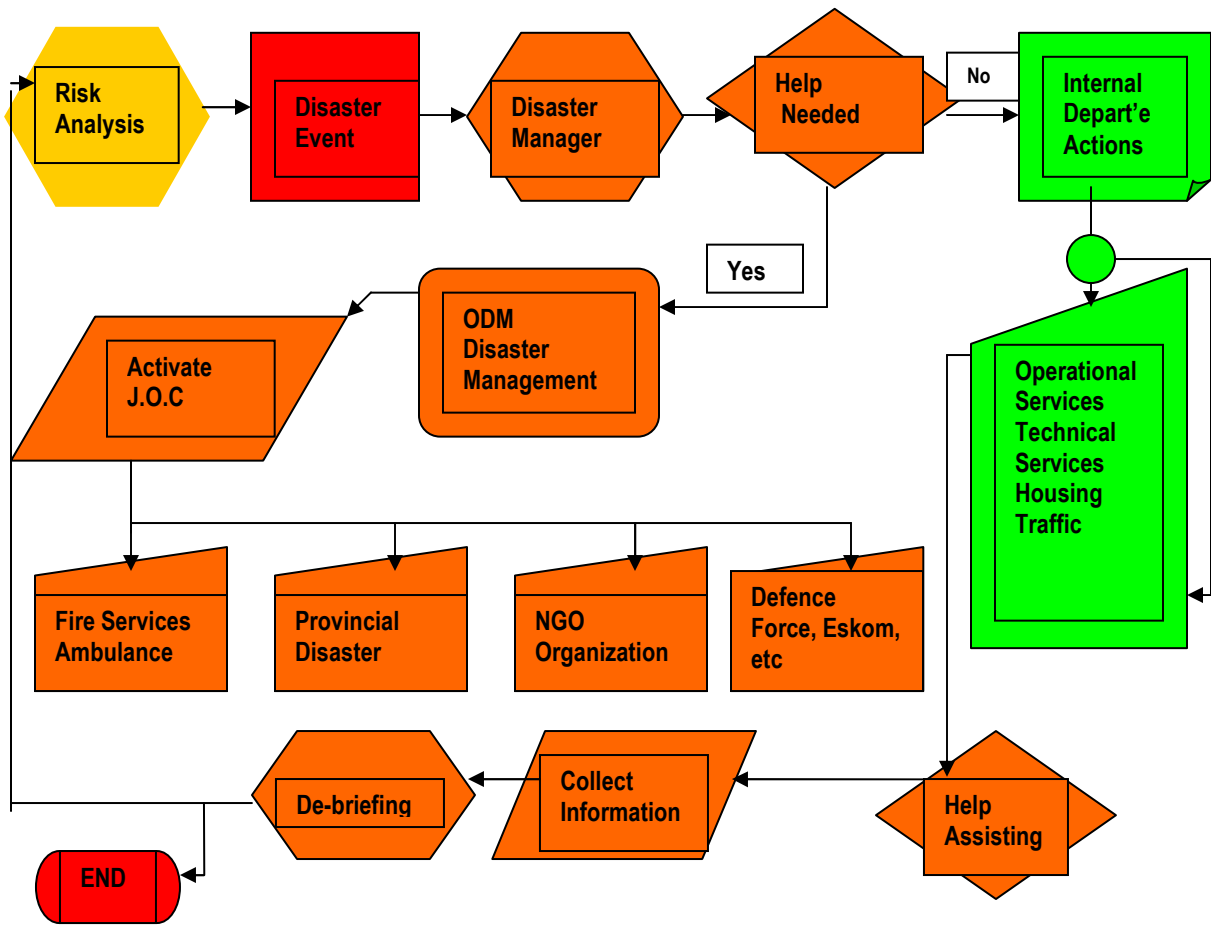 Risk
Analysis
Disaster
Event
Disaster
Manager
Help
Needed
No
Internal
Depart'e
Actions
Yes
ODM
Disaster
Management
Activate
J.O.C
Operational
Services
Technical
Services
Housing
Traffic
Fire Services
Ambulance
Provincial
Disaster
NGO
Organization
Defence
Force, Eskom,
etc
De-briefing
Collect
Information
Help
Assisting
END